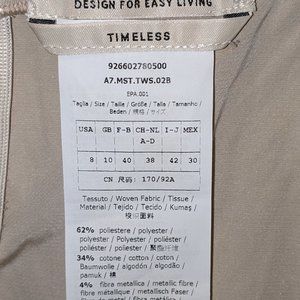 DESIGN FOR EASY LIVING
TIMELESS
926602780500
A7.MST.TWS.02B
EPA.001
Taglia / Size / Taille / Größe / Talla / Tamanho /
Beden / 规格 / サイズ
USA GB F-B CH-NL I-J MEX
A-D
8 10 40 38 42 30
CN 尺码: 170/92A
Tessuto / Woven Fabric / Tissue /
Material / Tejido / Tecido / Kumaş /
梭织面料
62% poliestere / polyester /
polyester / Polyester / poliéster /
poliéster / polyester / 聚酯纤维
34% cotone / cotton / coton /
Baumwolle / algodón / algodão /
pamuk / 棉
4% fibra metallica / metallic
fibre / fibre métallique /
métallique / metallisch Faser /